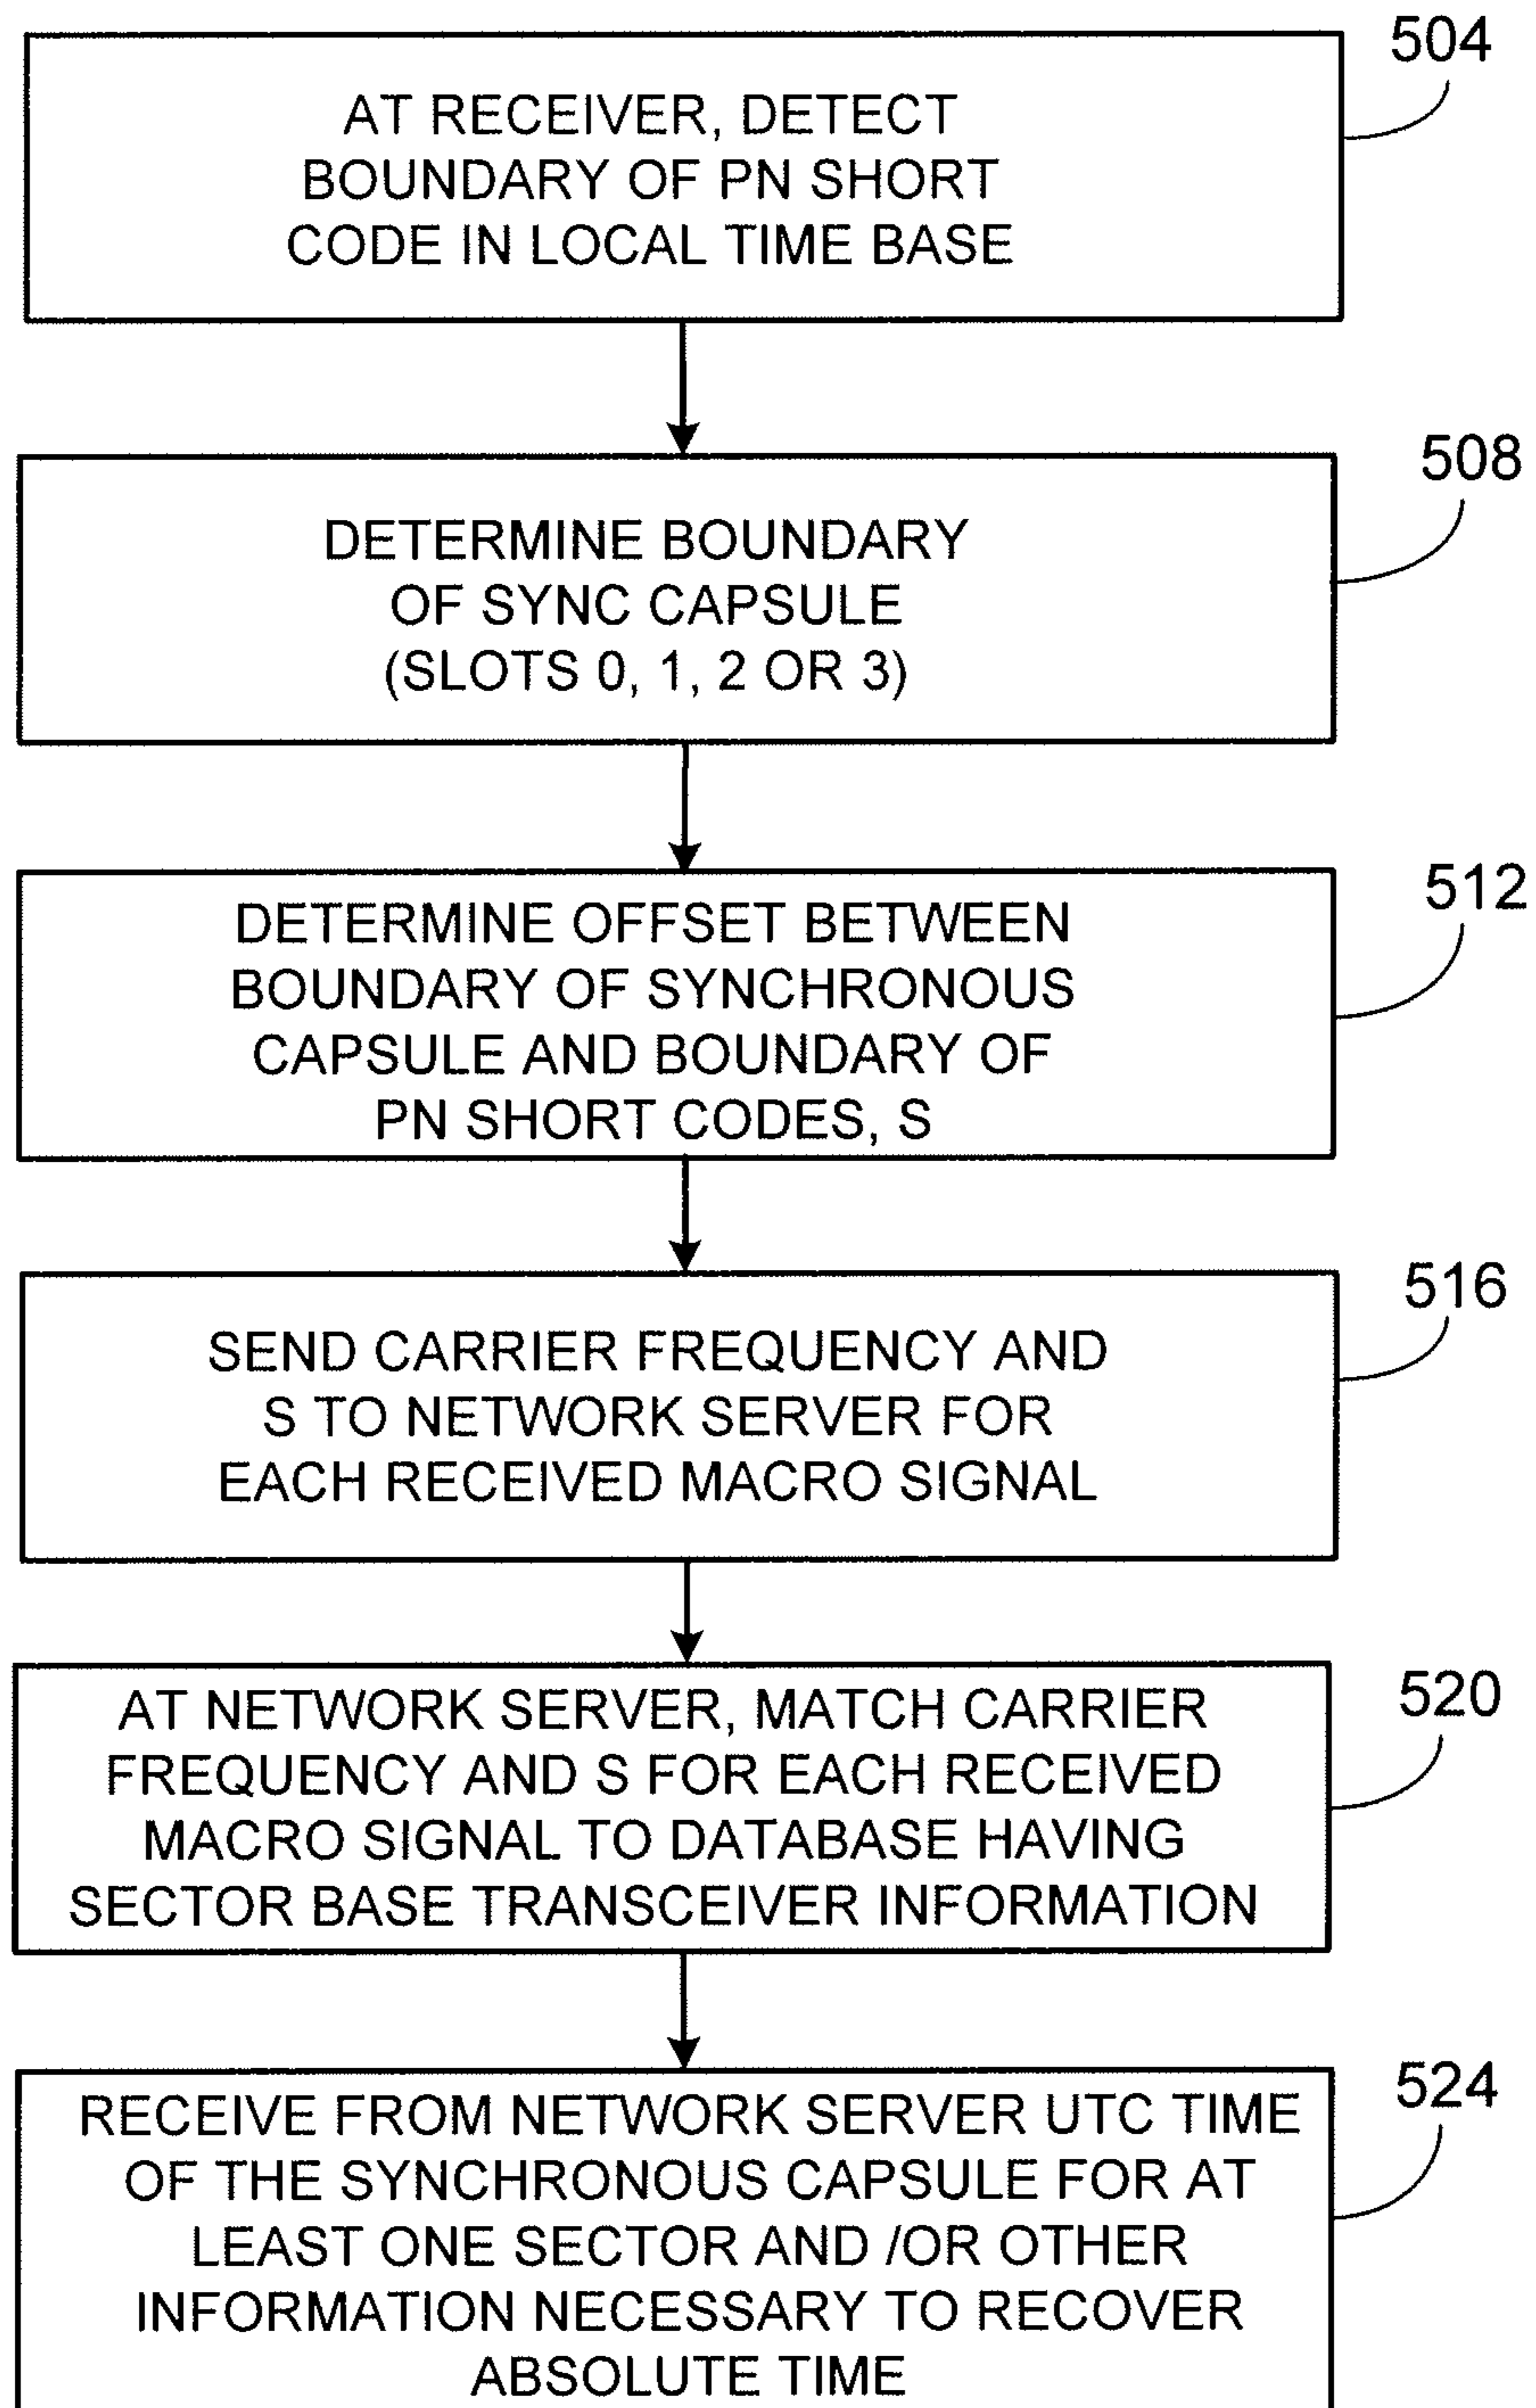 504
AT RECEIVER, DETECT
BOUNDARY OF PN SHORT
CODE IN LOCAL TIME BASE
508
DETERMINE BOUNDARY
OF SYNC CAPSULE
(SLOTS 0, 1, 2 OR 3)
512
DETERMINE OFFSET BETWEEN
BOUNDARY OF SYNCHRONOUS
CAPSULE AND BOUNDARY OF
PN SHORT CODES, S
516
SEND CARRIER FREQUENCY AND
S TO NETWORK SERVER FOR
EACH RECEIVED MACRO SIGNAL
520
AT NETWORK SERVER, MATCH CARRIER
FREQUENCY AND S FOR EACH RECEIVED
MACRO SIGNAL TO DATABASE HAVING
SECTOR BASE TRANSCEIVER INFORMATION
524
RECEIVE FROM NETWORK SERVER UTC TIME
OF THE SYNCHRONOUS CAPSULE FOR AT
LEAST ONE SECTOR AND /OR OTHER
INFORMATION NECESSARY TO RECOVER
ABSOLUTE TIME